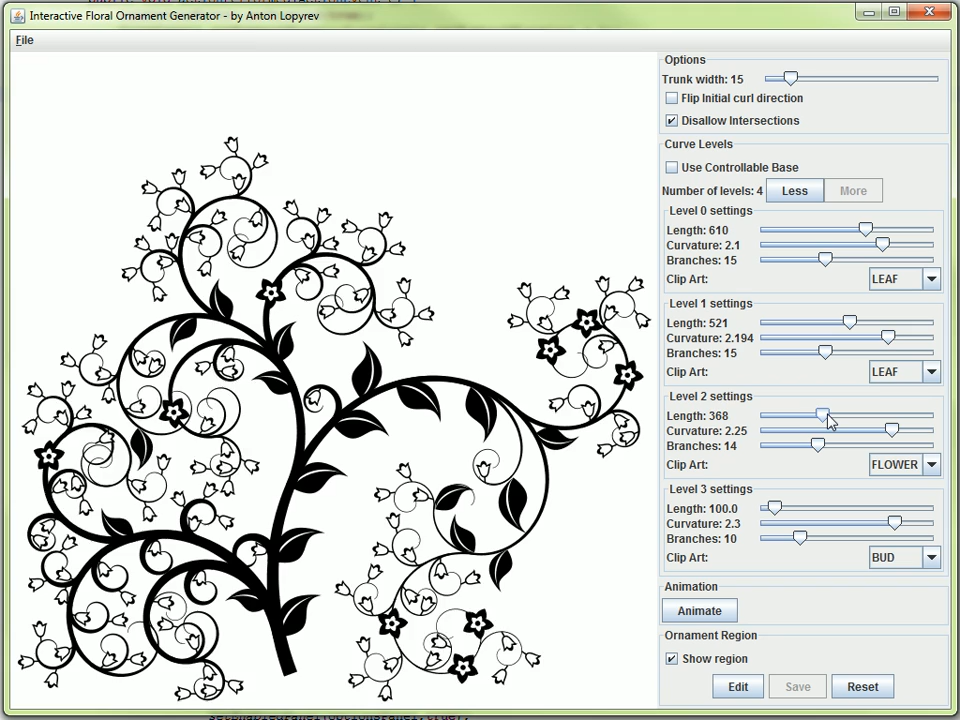 Interactive Floral Ornament Generator - by Anton Lopyrev
File
Options
Trunk width: 15
Flip Initial curl direction
Disallow Intersections
Curve Levels
Use Controllable Base
Number of levels: 4 Less More
Level 0 settings
Length: 610
Curvature: 2.1
Branches: 15
Clip Art: LEAF
Level 1 settings
Length: 521
Curvature: 2.194
Branches: 15
Clip Art: LEAF
Level 2 settings
Length: 368
Curvature: 2.25
Branches: 14
Clip Art: FLOWER
Level 3 settings
Length: 100.0
Curvature: 2.3
Branches: 10
Clip Art: BUD
Animation
Animate
Ornament Region
Show region
Edit Save Reset